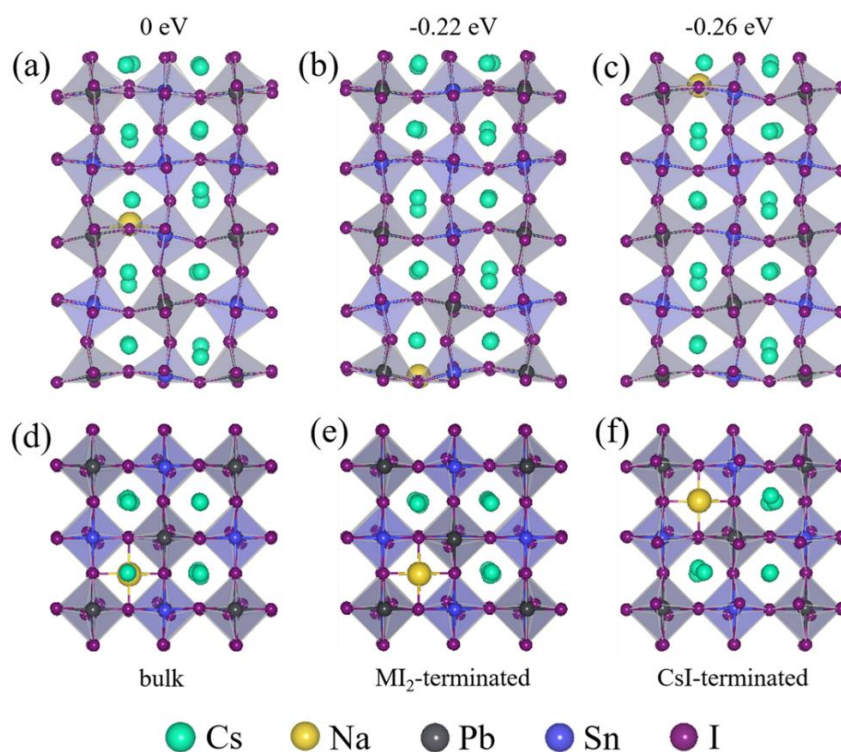 0 eV -0.22 eV -0.26 eV
(a) (b) (c)
(d) (e) (f)
bulk MI₂-terminated CsI-terminated
Cs Na Pb Sn I